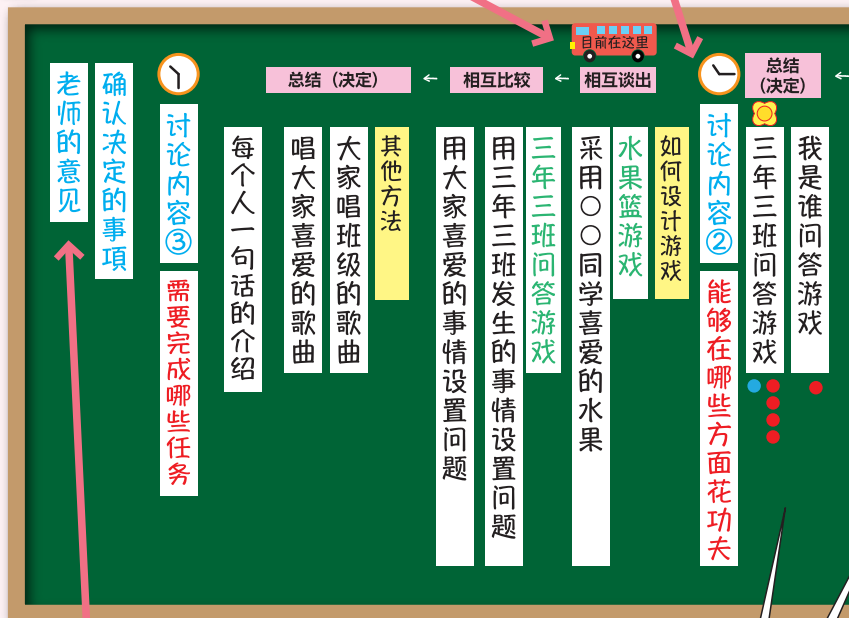 目前在这里
总结
（决定）
我是谁问答游戏
三年三班问答游戏
讨论内容②
能够在哪些方面花功夫
相互谈出
如何设计游戏
水果篮游戏
采用〇〇同学喜爱的水果
三年三班问答游戏
相互比较
用三年三班发生的事情设置问题
用大家喜爱的事情设置问题
总结（决定）
其他方法
大家唱班级的歌曲
唱大家喜爱的歌曲
每个人一句话的介绍
讨论内容③
需要完成哪些任务
确认决定的事項
老师的意见